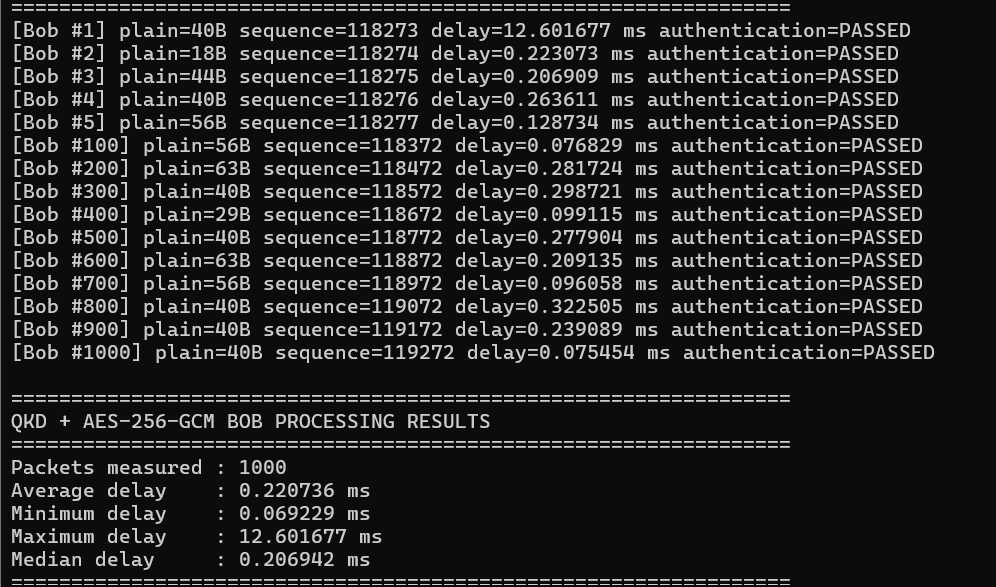 =================================================================
[Bob #1] plain=40B sequence=118273 delay=12.601677 ms authentication=PASSED
[Bob #2] plain=18B sequence=118274 delay=0.223073 ms authentication=PASSED
[Bob #3] plain=44B sequence=118275 delay=0.206909 ms authentication=PASSED
[Bob #4] plain=40B sequence=118276 delay=0.263611 ms authentication=PASSED
[Bob #5] plain=56B sequence=118277 delay=0.128734 ms authentication=PASSED
[Bob #100] plain=56B sequence=118372 delay=0.076829 ms authentication=PASSED
[Bob #200] plain=63B sequence=118472 delay=0.281724 ms authentication=PASSED
[Bob #300] plain=40B sequence=118572 delay=0.298721 ms authentication=PASSED
[Bob #400] plain=29B sequence=118672 delay=0.099115 ms authentication=PASSED
[Bob #500] plain=40B sequence=118772 delay=0.277904 ms authentication=PASSED
[Bob #600] plain=63B sequence=118872 delay=0.209135 ms authentication=PASSED
[Bob #700] plain=56B sequence=118972 delay=0.096058 ms authentication=PASSED
[Bob #800] plain=40B sequence=119072 delay=0.322505 ms authentication=PASSED
[Bob #900] plain=40B sequence=119172 delay=0.239089 ms authentication=PASSED
[Bob #1000] plain=40B sequence=119272 delay=0.075454 ms authentication=PASSED

=================================================================
QKD + AES-256-GCM BOB PROCESSING RESULTS
=================================================================
Packets measured : 1000
Average delay    : 0.220736 ms
Minimum delay    : 0.069229 ms
Maximum delay    : 12.601677 ms
Median delay     : 0.206942 ms
=================================================================